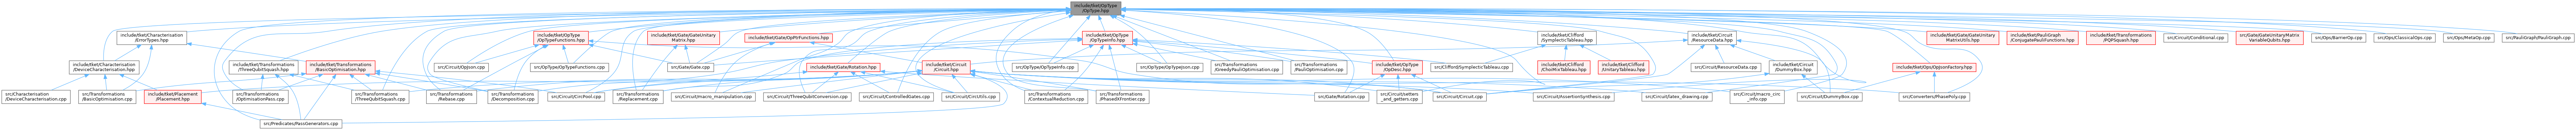 include/tket/OpType
/OpType.hpp
include/tket/Characterisation
/ErrorTypes.hpp
include/tket/OpType
/OpTypeFunctions.hpp
include/tket/Gate/GateUnitary
Matrix.hpp
include/tket/Gate/OpPtrFunctions.hpp
include/tket/OpType
/OpTypeInfo.hpp
include/tket/Clifford
/SymplecticTableau.hpp
include/tket/Circuit
/ResourceData.hpp
include/tket/Gate/GateUnitary
MatrixUtils.hpp
include/tket/PauliGraph
/ConjugatePauliFunctions.hpp
include/tket/Transformations
/PQPSquash.hpp
src/Circuit/Conditional.cpp
src/Gate/GateUnitaryMatrix
VariableQubits.cpp
src/Ops/BarrierOp.cpp
src/Ops/ClassicalOps.cpp
src/Ops/MetaOp.cpp
src/PauliGraph/PauliGraph.cpp
include/tket/Characterisation
/DeviceCharacterisation.hpp
include/tket/Transformations
/ThreeQubitSquash.hpp
include/tket/Transformations
/BasicOptimisation.hpp
src/Circuit/OpJson.cpp
src/OpType/OpTypeFunctions.cpp
src/Gate/Gate.cpp
include/tket/Gate/Rotation.hpp
include/tket/Circuit
/Circuit.hpp
src/OpType/OpTypeInfo.cpp
src/OpType/OpTypeJson.cpp
src/Transformations
/GreedyPauliOptimisation.cpp
src/Transformations
/PauliOptimisation.cpp
include/tket/OpType
/OpDesc.hpp
src/Clifford/SymplecticTableau.cpp
include/tket/Clifford
/ChoiMixTableau.hpp
include/tket/Clifford
/UnitaryTableau.hpp
src/Circuit/ResourceData.cpp
include/tket/Circuit
/DummyBox.hpp
include/tket/Ops/OpJsonFactory.hpp
src/Characterisation
/DeviceCharacterisation.cpp
src/Transformations
/BasicOptimisation.cpp
include/tket/Placement
/Placement.hpp
src/Transformations
/OptimisationPass.cpp
src/Transformations
/ThreeQubitSquash.cpp
src/Transformations
/Rebase.cpp
src/Transformations
/Decomposition.cpp
src/Circuit/CircPool.cpp
src/Transformations
/Replacement.cpp
src/Circuit/macro_manipulation.cpp
src/Circuit/ThreeQubitConversion.cpp
src/Circuit/ControlledGates.cpp
src/Circuit/CircUtils.cpp
src/Transformations
/ContextualReduction.cpp
src/Transformations
/PhasedXFrontier.cpp
src/Gate/Rotation.cpp
src/Circuit/setters
_and_getters.cpp
src/Circuit/Circuit.cpp
src/Circuit/AssertionSynthesis.cpp
src/Circuit/latex_drawing.cpp
src/Circuit/macro_circ
_info.cpp
src/Circuit/DummyBox.cpp
src/Converters/PhasePoly.cpp
src/Predicates/PassGenerators.cpp